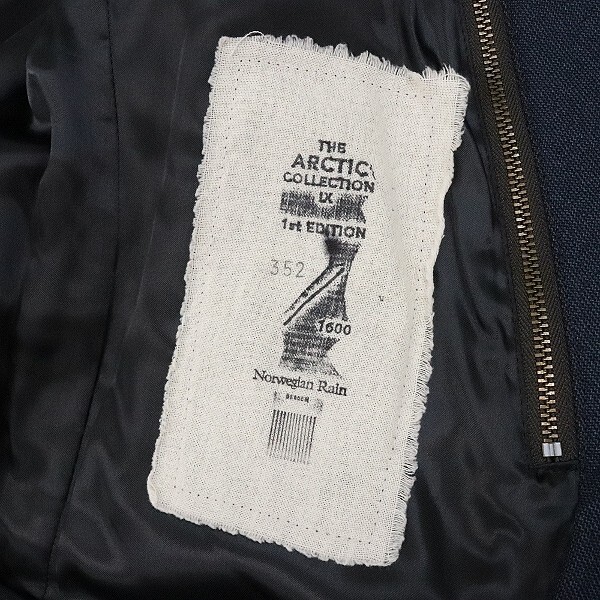 THE
ARCTIC
COLLECTION
IX
1st EDITION
352
1600
Norwegian Rain
BERGEN